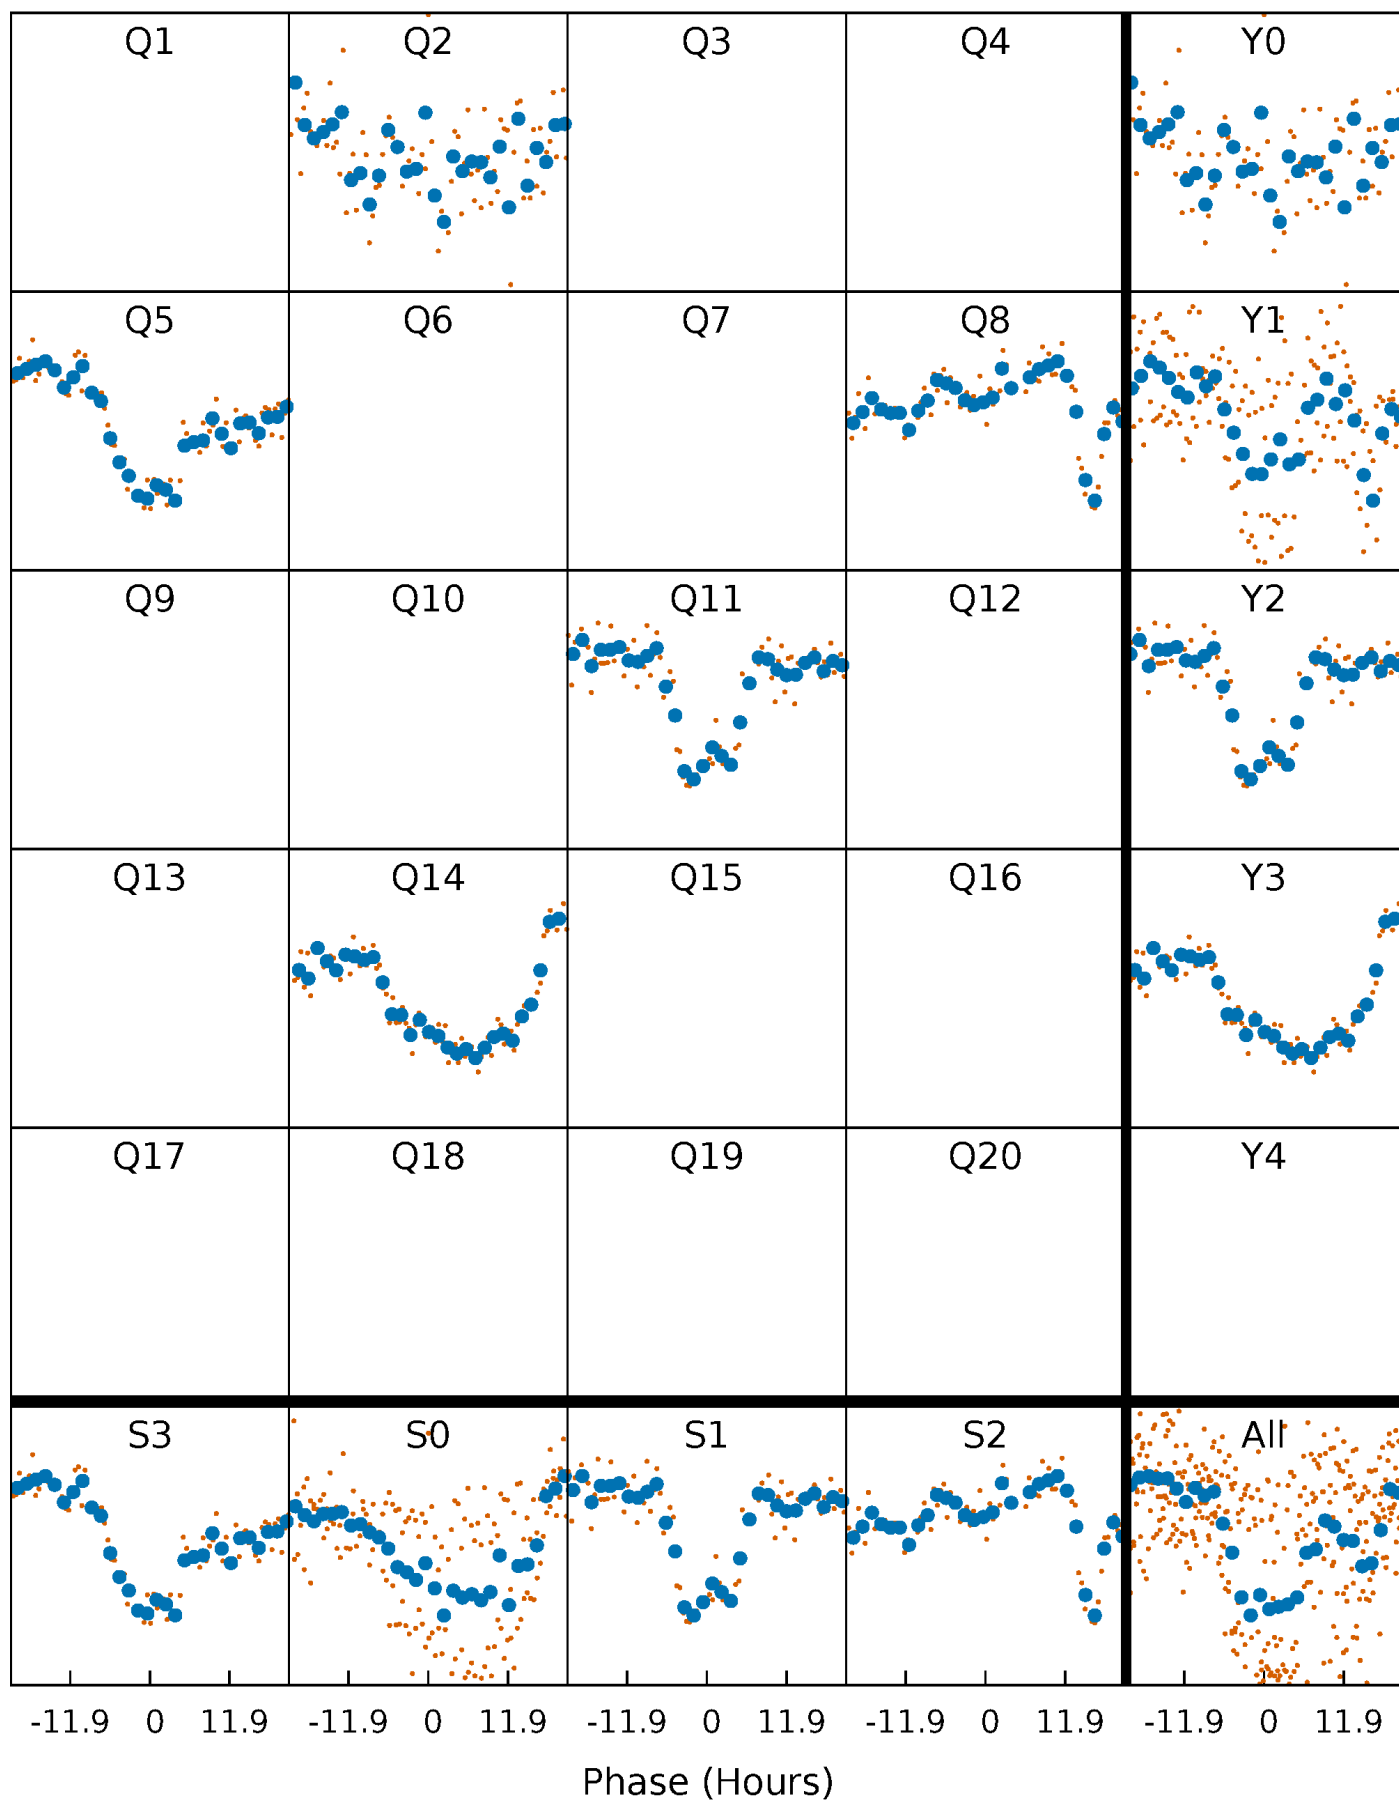 Q1 Q2 Q3 Q4 Y0
Q5 Q6 Q7 Q8 Y1
Q9 Q10 Q11 Q12 Y2
Q13 Q14 Q15 Q16 Y3
Q17 Q18 Q19 Q20 Y4
S3 S0 S1 S2 All
-11.9 0 11.9 -11.9 0 11.9 -11.9 0 11.9 -11.9 0 11.9 -11.9 0 11.9
Phase (Hours)